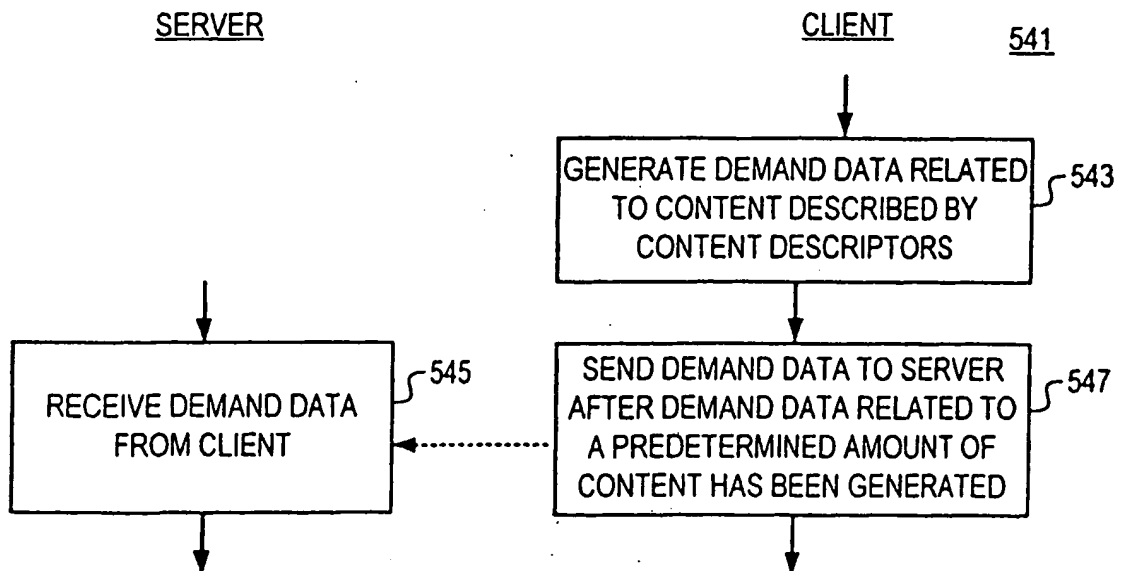 SERVER
CLIENT
541
GENERATE DEMAND DATA RELATED
TO CONTENT DESCRIBED BY
CONTENT DESCRIPTORS
543
RECEIVE DEMAND DATA
FROM CLIENT
545
SEND DEMAND DATA TO SERVER
AFTER DEMAND DATA RELATED TO
A PREDETERMINED AMOUNT OF
CONTENT HAS BEEN GENERATED
547